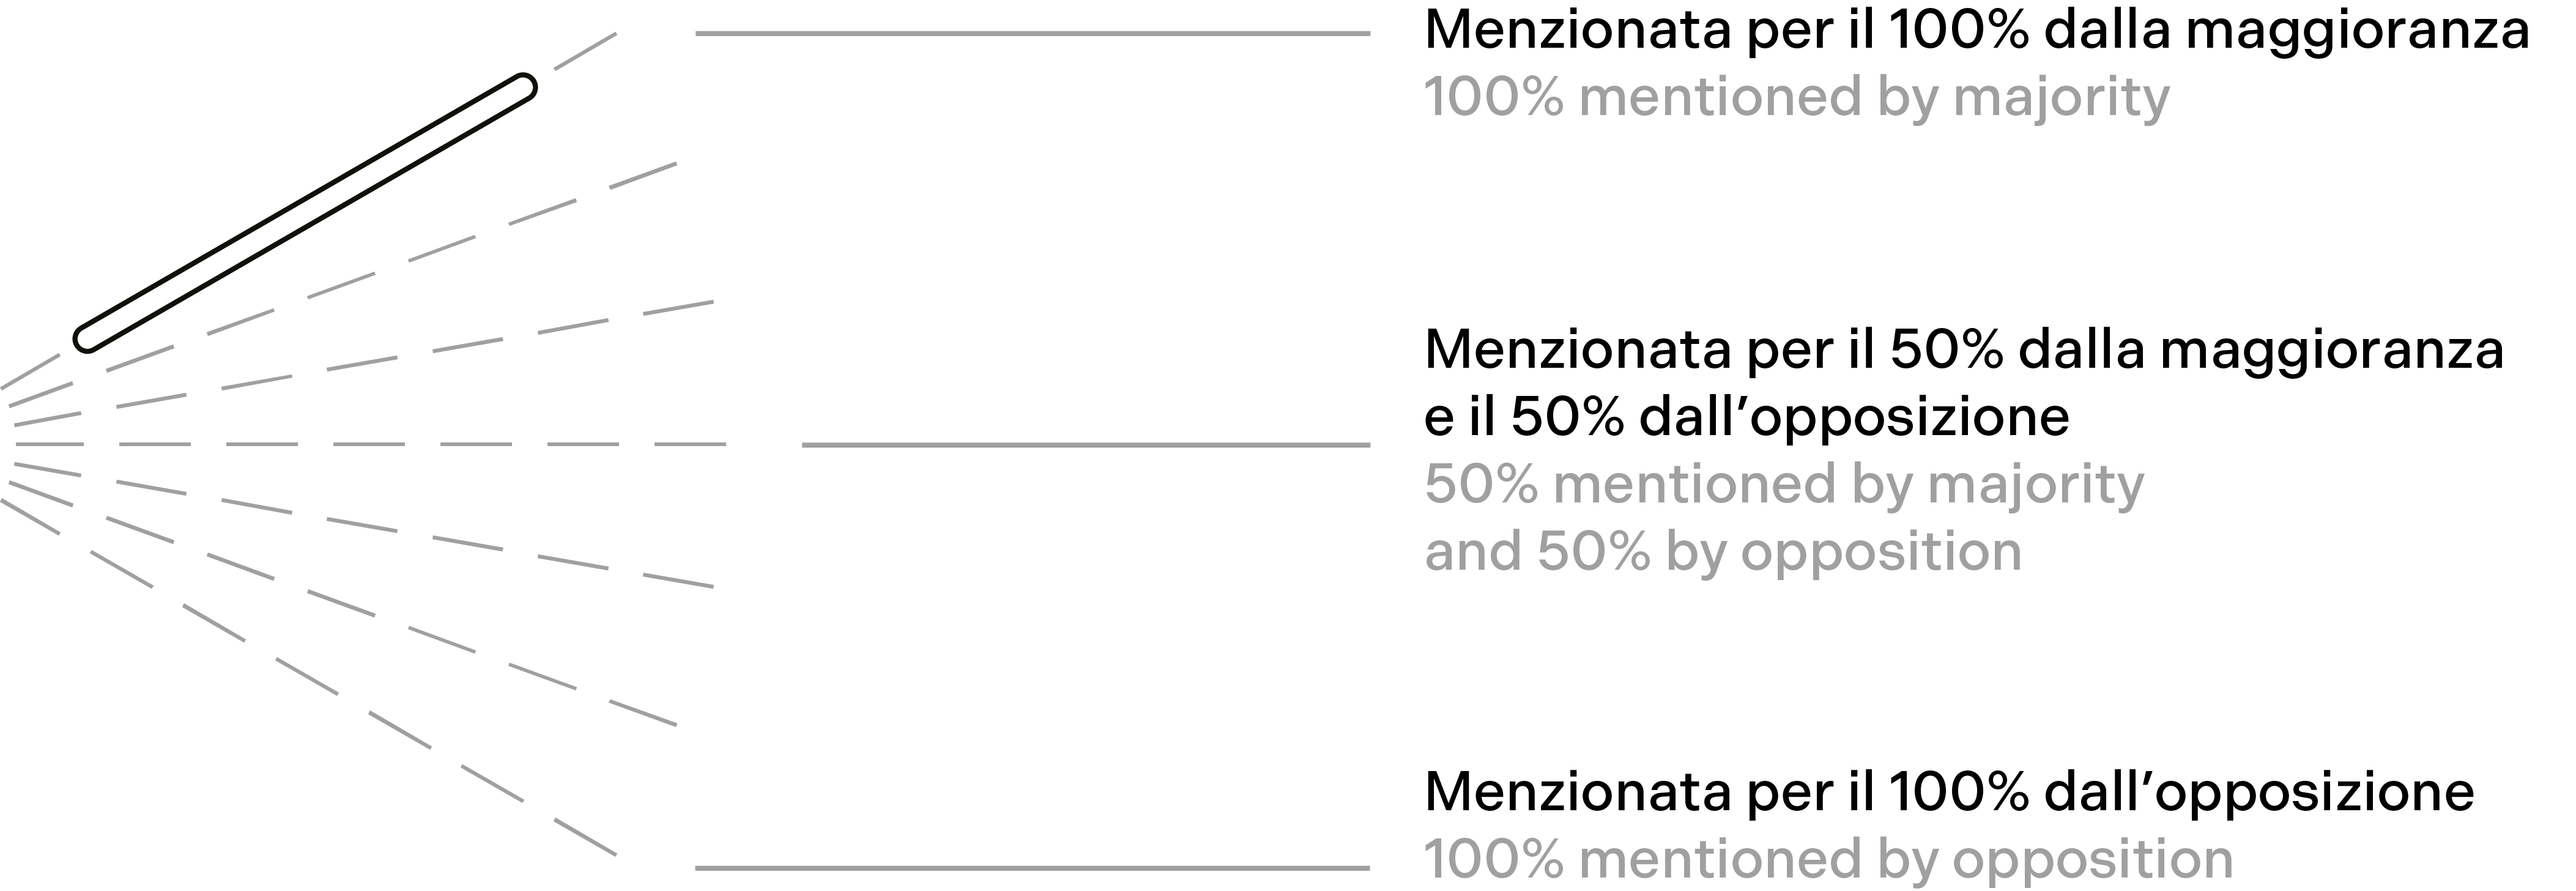 Menzionata per il 100% dalla maggioranza
100% mentioned by majority
Menzionata per il 50% dalla maggioranza
e il 50% dall’opposizione
50% mentioned by majority
and 50% by opposition
Menzionata per il 100% dall’opposizione
100% mentioned by opposition